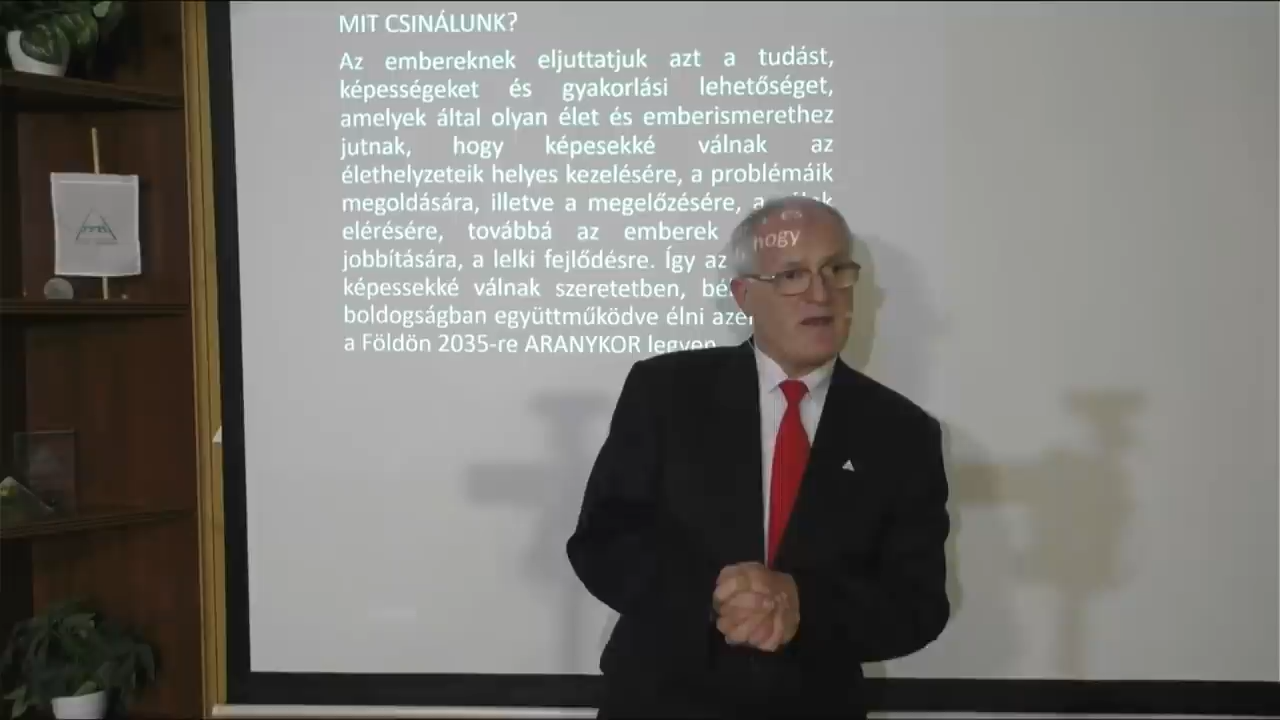 MIT CSINÁLUNK?
Az embereknek eljuttatjuk azt a tudást,
képességeket és gyakorlási lehetőséget,
amelyek által olyan élet és emberismerethez
jutnak, hogy képesekké válnak az
élethelyzeteik helyes kezelésére, a problémáik
megoldására, illetve a megelőzésére, a
elérésére, továbbá az emberek
jobbítására, a lelki fejlődésre. Így az
képessekké válnak szeretetben,
boldogságban együttműködve élni
hogy
a Földön 2035-re ARANYKOR legyen